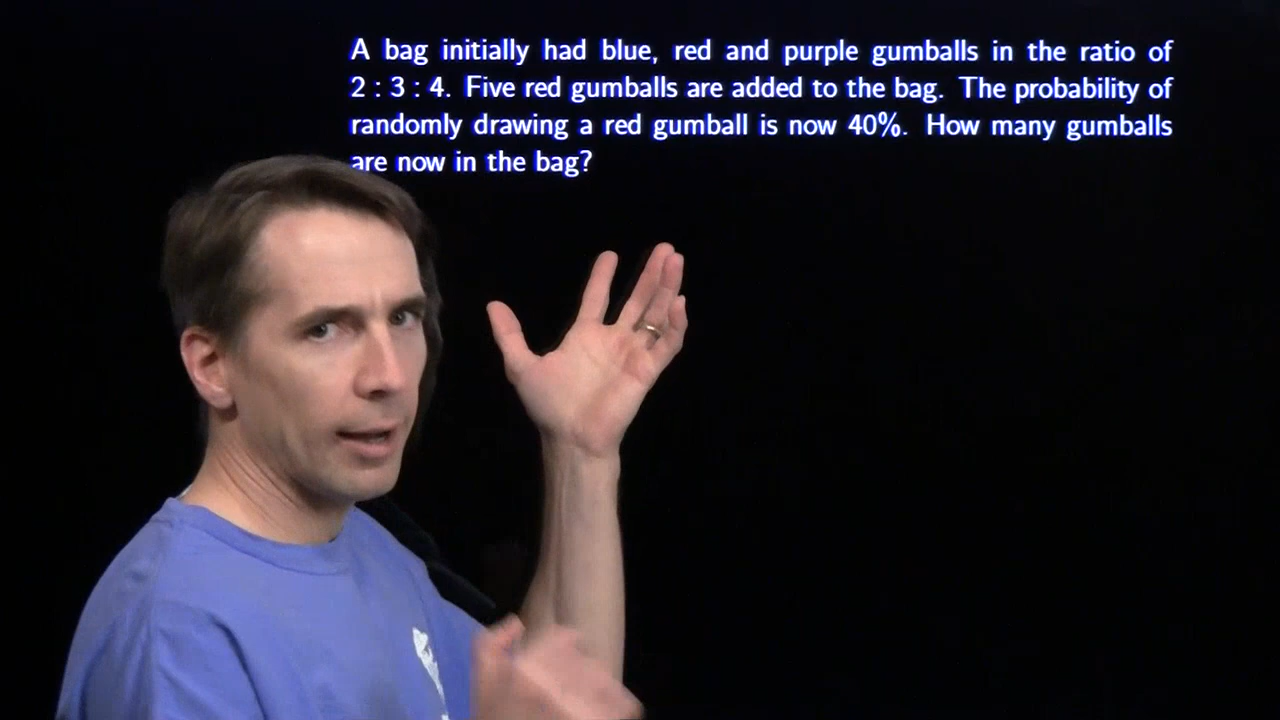 A bag initially had blue, red and purple gumballs in the ratio of
2 : 3 : 4. Five red gumballs are added to the bag. The probability of
randomly drawing a red gumball is now 40%. How many gumballs
are now in the bag?